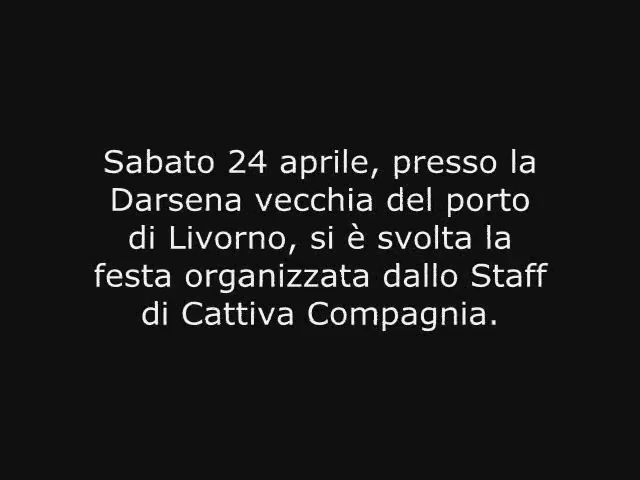 Sabato 24 aprile, presso la
Darsena vecchia del porto
di Livorno, si è svolta la
festa organizzata dallo Staff
di Cattiva Compagnia.